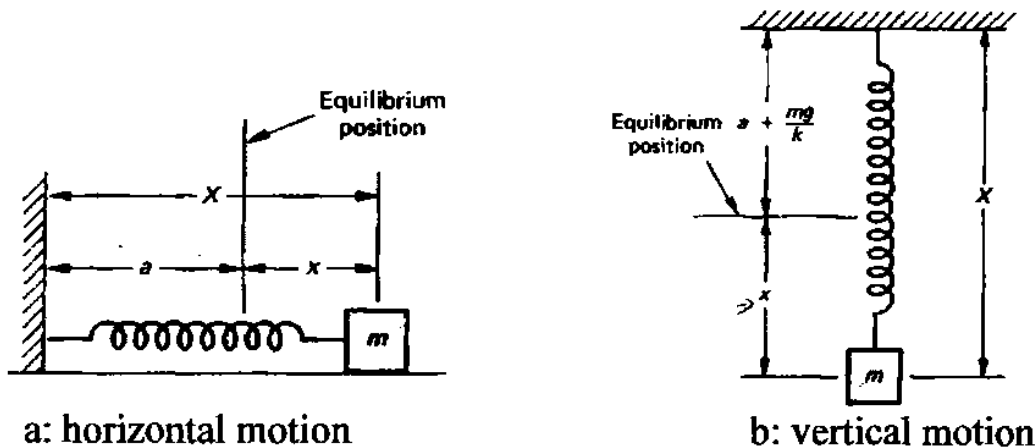 Equilibrium
position
X
a
x
m
a: horizontal motion
Equilibrium a + mg/k
position
X
x
m
b: vertical motion